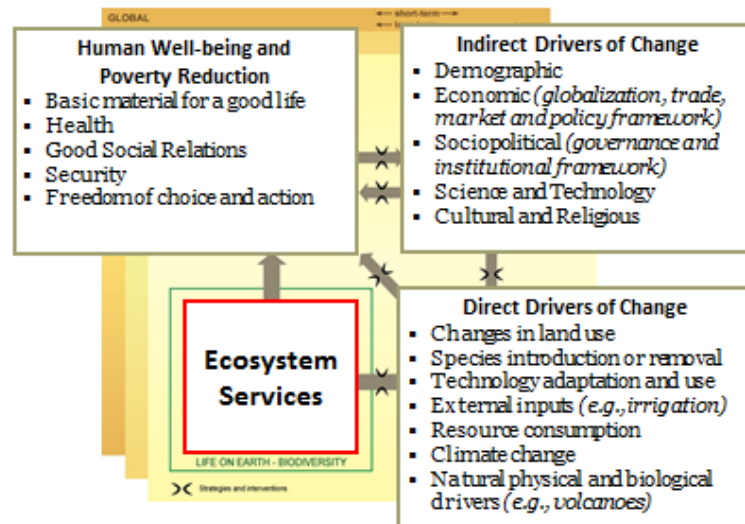 GLOBAL
short-term
Human Well-being and
Poverty Reduction
▪ Basic material for a good life
▪ Health
▪ Good Social Relations
▪ Security
▪ Freedom of choice and action
Indirect Drivers of Change
▪ Demographic
▪ Economic (globalization, trade,
market and policy framework)
▪ Sociopolitical (governance and
institutional framework)
▪ Science and Technology
▪ Cultural and Religious
Direct Drivers of Change
▪ Changes in land use
▪ Species introduction or removal
▪ Technology adaptation and use
▪ External inputs (e.g., irrigation)
▪ Resource consumption
▪ Climate change
▪ Natural physical and biological
drivers (e.g., volcanoes)
Ecosystem
Services
LIFE ON EARTH - BIODIVERSITY
Strategies and interventions